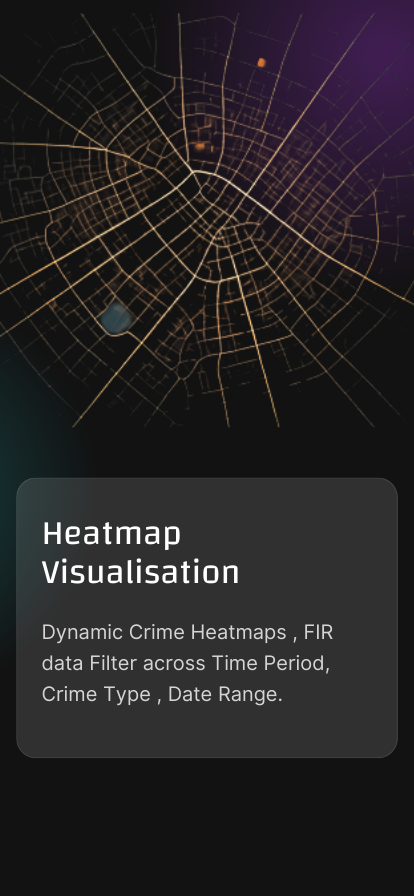 Heatmap
Visualisation
Dynamic Crime Heatmaps , FIR
data Filter across Time Period,
Crime Type , Date Range.